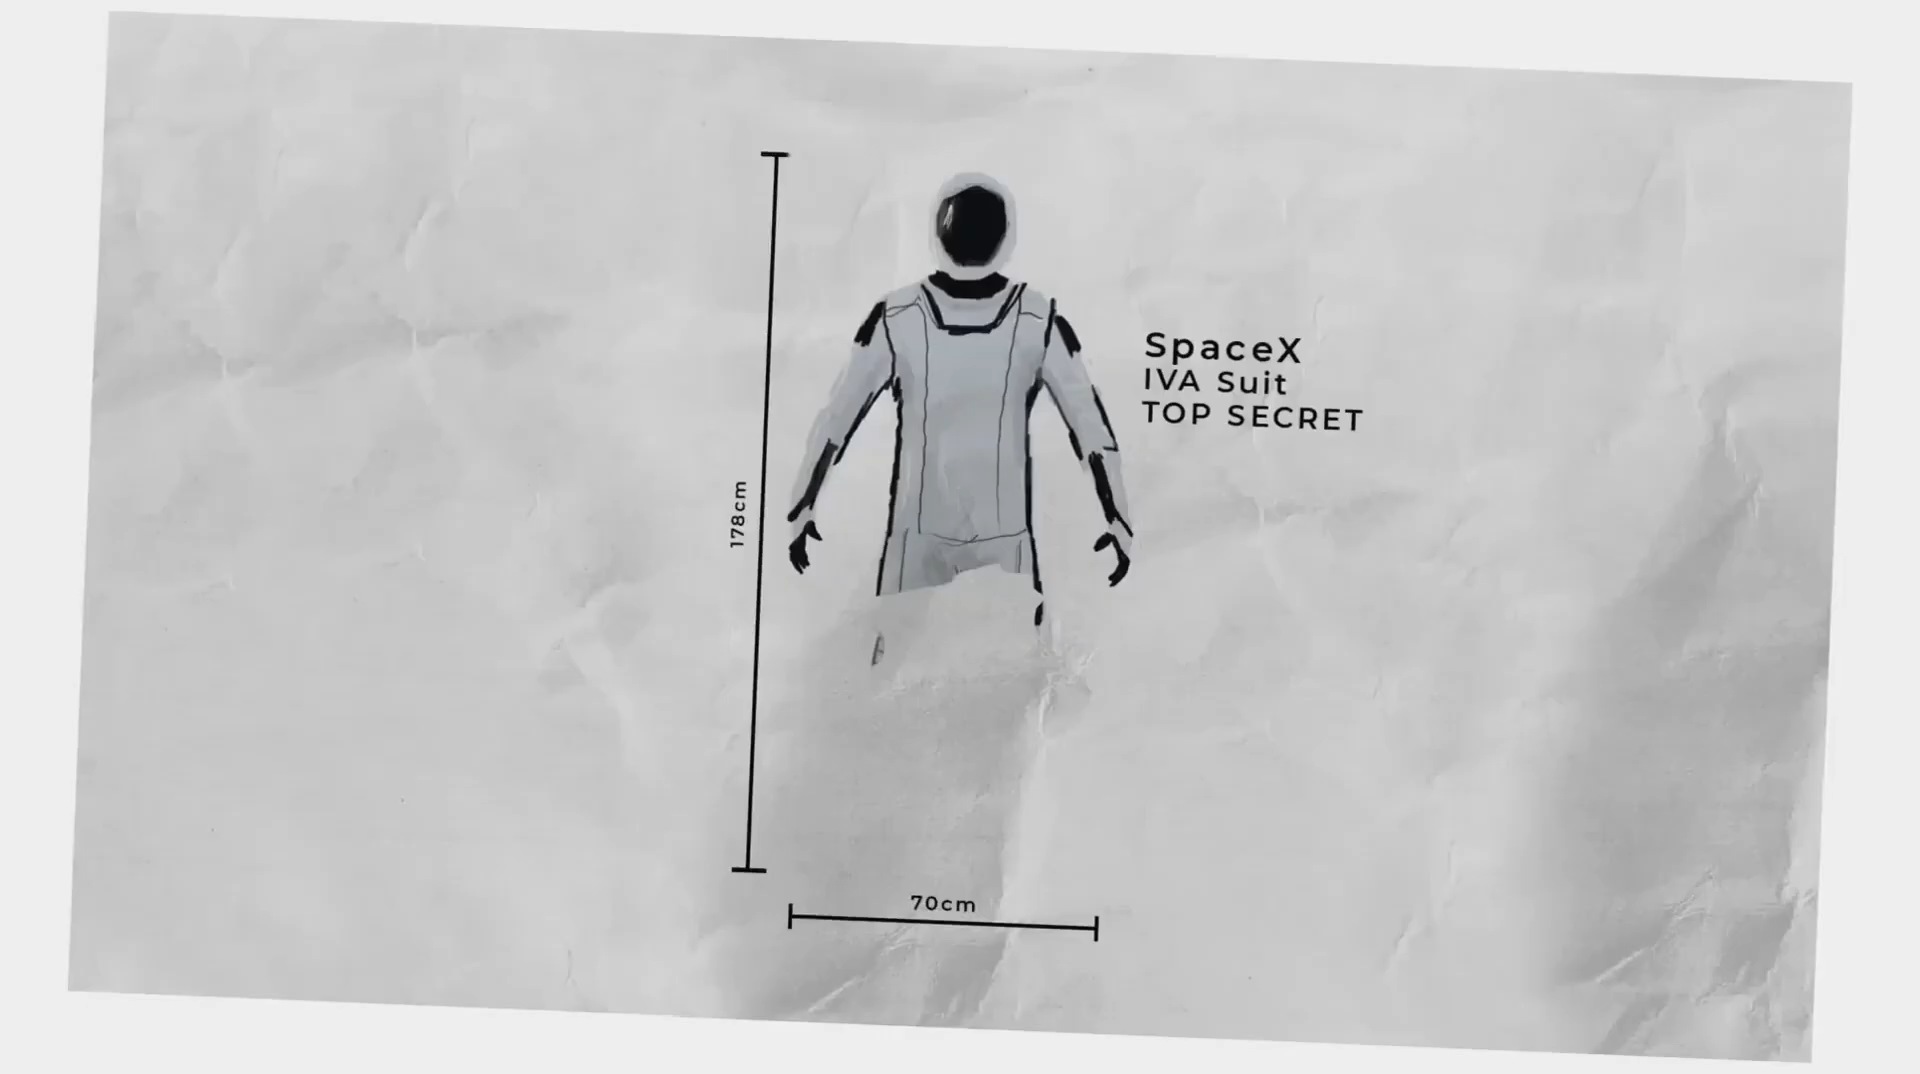 SpaceX
IVA Suit
TOP SECRET
178cm
70cm